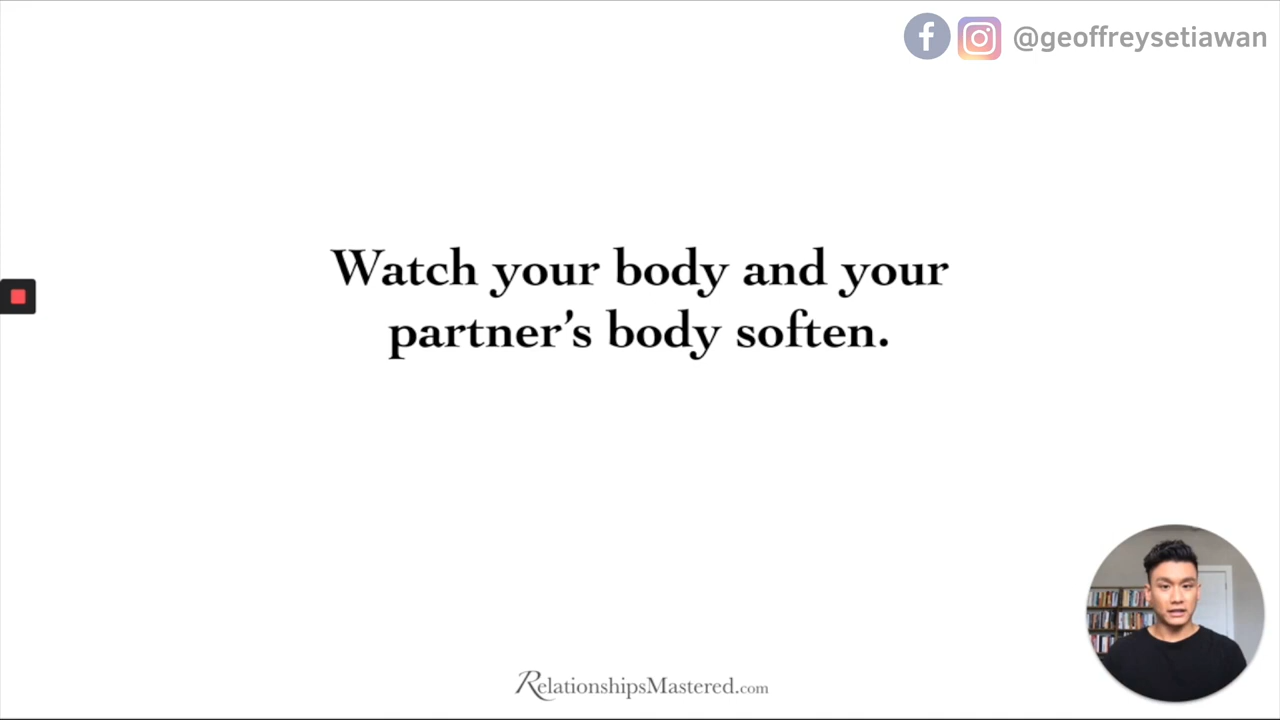 @geoffreysetiawan
Watch your body and your
partner’s body soften.
RelationshipsMastered.com